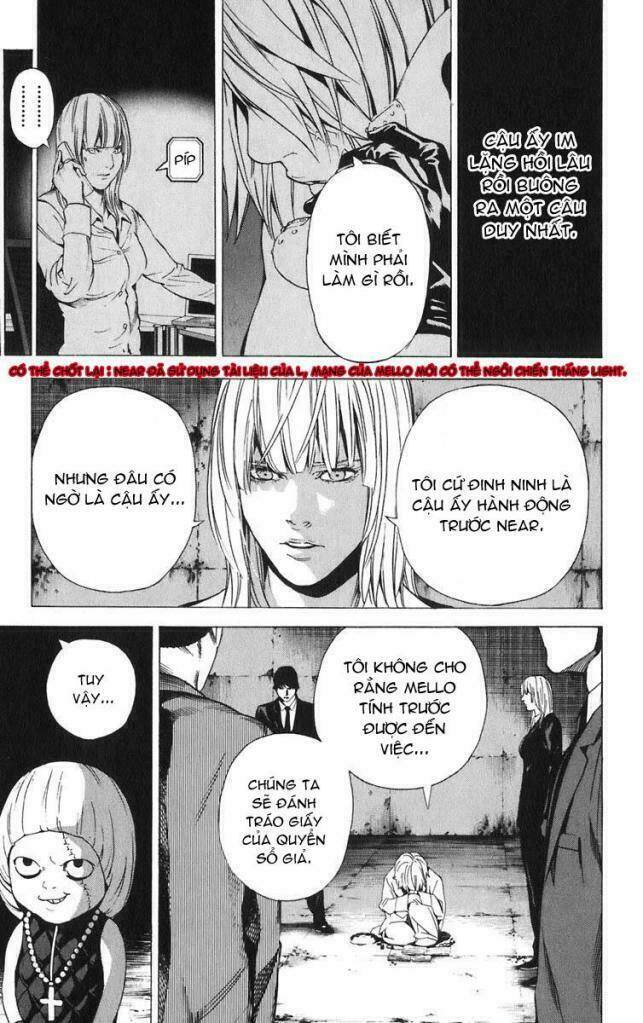 CẬU ẤY IM
LẶNG HỒI LÂU
RỒI BUÔNG
RA MỘT CÂU
DUY NHẤT.
TÔI BIẾT
MÌNH PHẢI
LÀM GÌ RỒI.
PÍP
.........
CÓ THỂ CHỐT LẠI : NEAR ĐÃ SỬ DỤNG TÀI LIỆU CỦA L, MẠNG CỦA MELLO MỚI CÓ THỂ NGÔI CHIẾN THẮNG LIGHT.
TÔI CỨ ĐINH NINH LÀ
CẬU ẤY HÀNH ĐỘNG
TRƯỚC NEAR.
NHƯNG ĐÂU CÓ
NGỜ LÀ CẬU ẤY...
TÔI KHÔNG CHO
RẰNG MELLO
TÍNH TRƯỚC
ĐƯỢC ĐẾN
VIỆC...
CHÚNG TA
SẼ ĐÁNH
TRÁO GIẤY
CỦA QUYỂN
SỔ GIẢ.
TUY
VẬY...